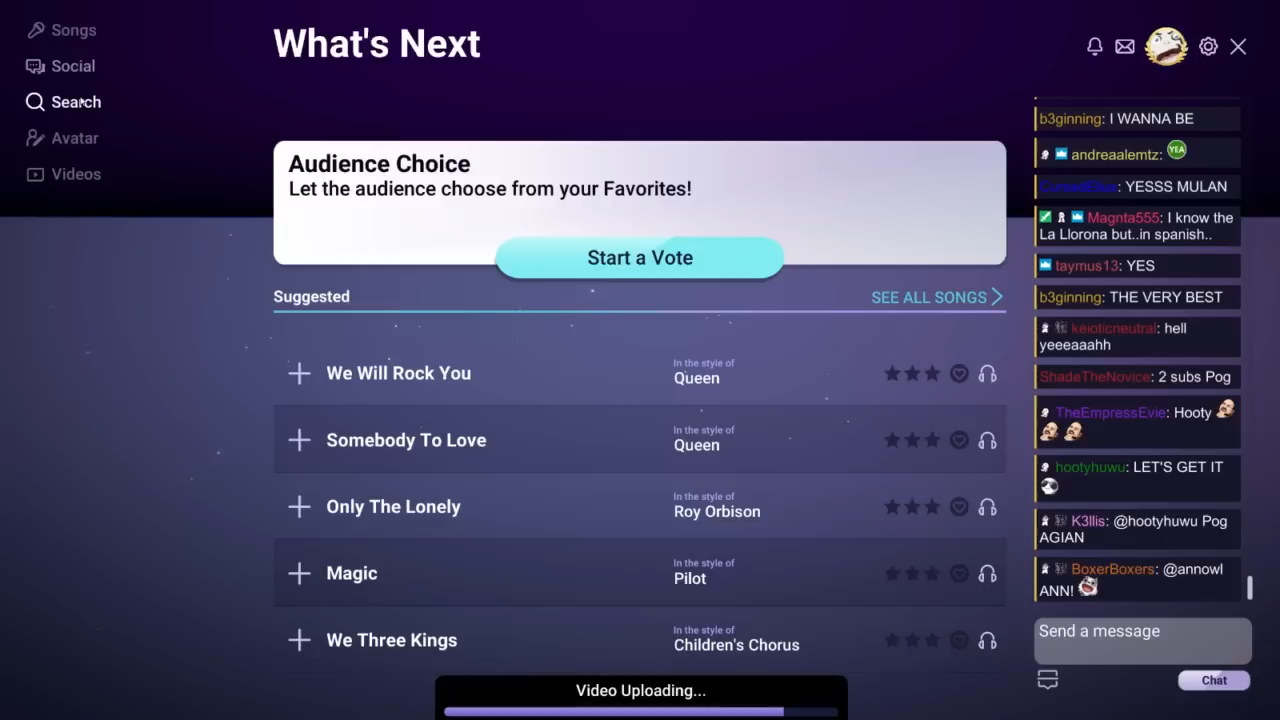 Songs
Social
Search
Avatar
Videos
What's Next
Audience Choice
Let the audience choose from your Favorites!
Start a Vote
Suggested
SEE ALL SONGS
We Will Rock You
In the style of
Queen
Somebody To Love
In the style of
Queen
Only The Lonely
In the style of
Roy Orbison
Magic
In the style of
Pilot
We Three Kings
In the style of
Children's Chorus
Video Uploading...
b3ginning: I WANNA BE
andreaalemtz: YEA
: YESSS MULAN
Magnta555: I know the
La Llorona but..in spanish..
taymus13: YES
b3ginning: THE VERY BEST
keioticneutral: hell
yeeeaaahh
ShadeTheNovice: 2 subs Pog
TheEmpressEvie: Hooty
hootyhuwu: LET'S GET IT
K3llis: @hootyhuwu Pog
AGIAN
BoxerBoxers: @annowl
ANN!
Send a message
Chat